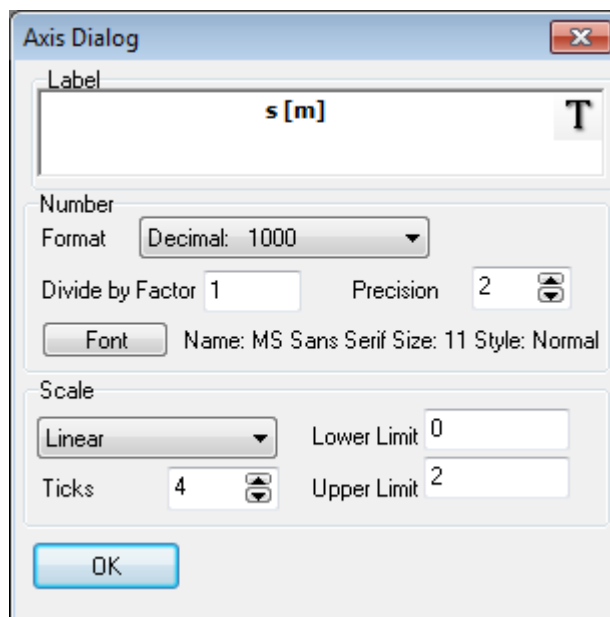 Axis Dialog
Label
s [m]
T
Number
Format Decimal: 1000
Divide by Factor 1 Precision 2
Font Name: MS Sans Serif Size: 11 Style: Normal
Scale
Linear Lower Limit 0
Ticks 4 Upper Limit 2
OK